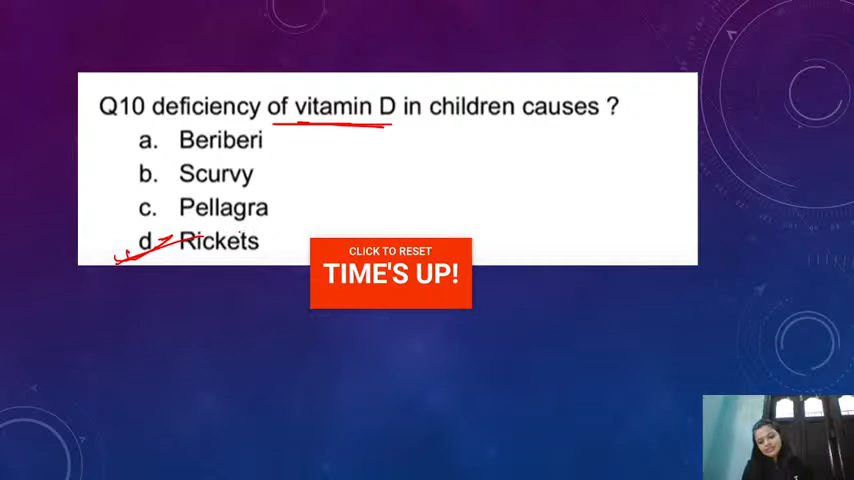 Q10 deficiency of vitamin D in children causes ?
a. Beriberi
b. Scurvy
c. Pellagra
d. Rickets
CLICK TO RESET
TIME'S UP!